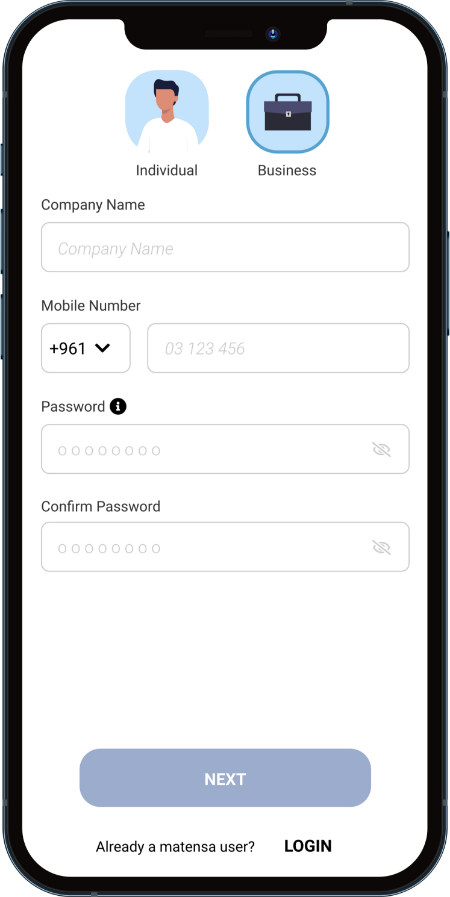 Individual
Business
Company Name
Company Name
Mobile Number
+961
03 123 456
Password
Confirm Password
NEXT
Already a matensa user? LOGIN